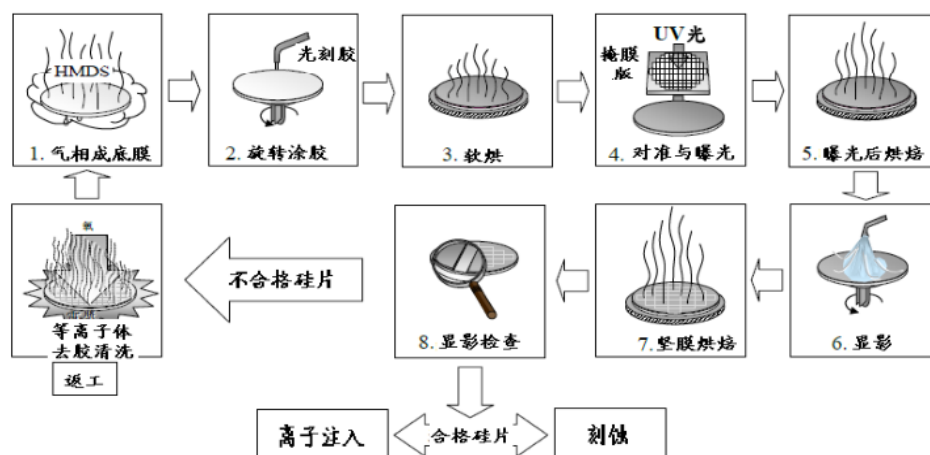 HMDS
1. 气相成底膜
光刻胶
2. 旋转涂胶
3. 软烘
UV光
掩膜
版
4. 对准与曝光
5. 曝光后烘焙
6. 显影
7. 坚膜烘焙
8. 显影检查
不合格硅片
氧
等离子体
去胶清洗
返工
合格硅片
离子注入
刻蚀